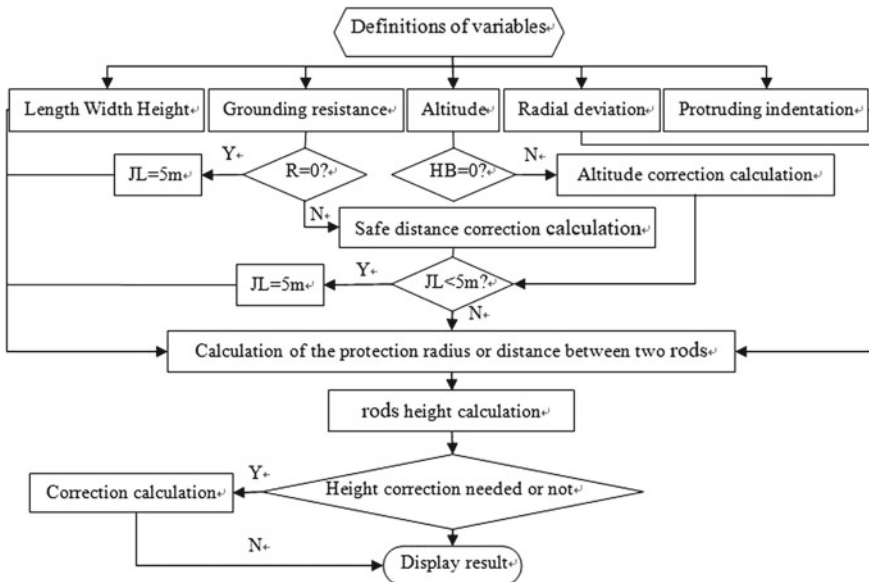 Definitions of variables
Length Width Height
Grounding resistance
Altitude
Radial deviation
Protruding indentation
Y
N
JL=5m
R=0?
HB=0?
Altitude correction calculation
N
Safe distance correction calculation
Y
JL=5m
JL<5m?
N
Calculation of the protection radius or distance between two rods
rods height calculation
Y
Correction calculation
Height correction needed or not
N
Display result